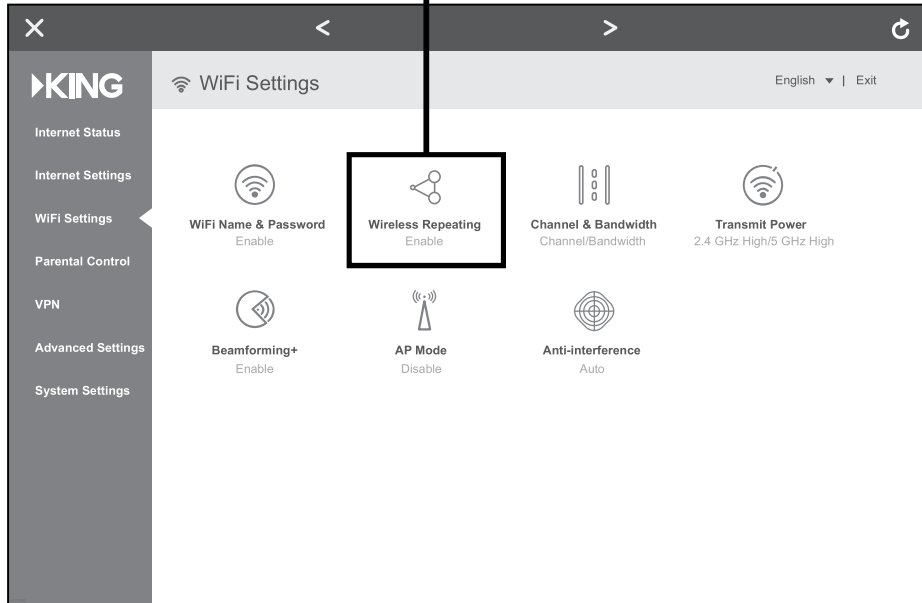 KING
WiFi Settings
English | Exit
Internet Status
Internet Settings
WiFi Settings
Parental Control
VPN
Advanced Settings
System Settings
WiFi Name & Password
Enable
Wireless Repeating
Enable
Channel & Bandwidth
Channel/Bandwidth
Transmit Power
2.4 GHz High/5 GHz High
Beamforming+
Enable
AP Mode
Disable
Anti-interference
Auto